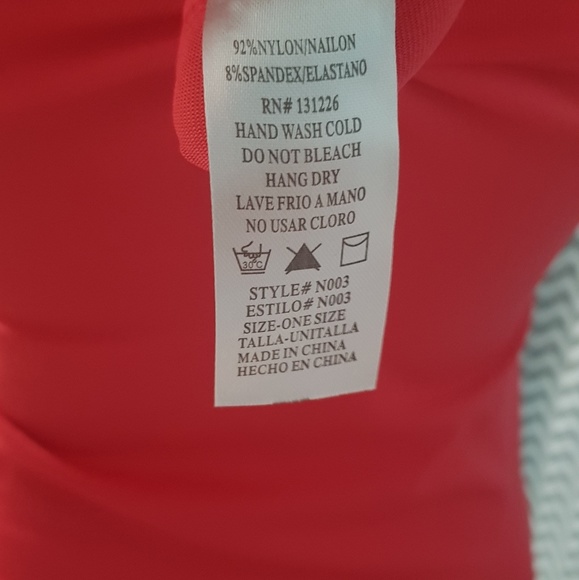 92%NYLON/NAILON
8%SPANDEX/ELASTANO
RN# 131226
HAND WASH COLD
DO NOT BLEACH
HANG DRY
LAVE FRIO A MANO
NO USAR CLORO
30°C
STYLE# N003
ESTILO# N003
SIZE-ONE SIZE
TALLA-UNITALLA
MADE IN CHINA
HECHO EN CHINA